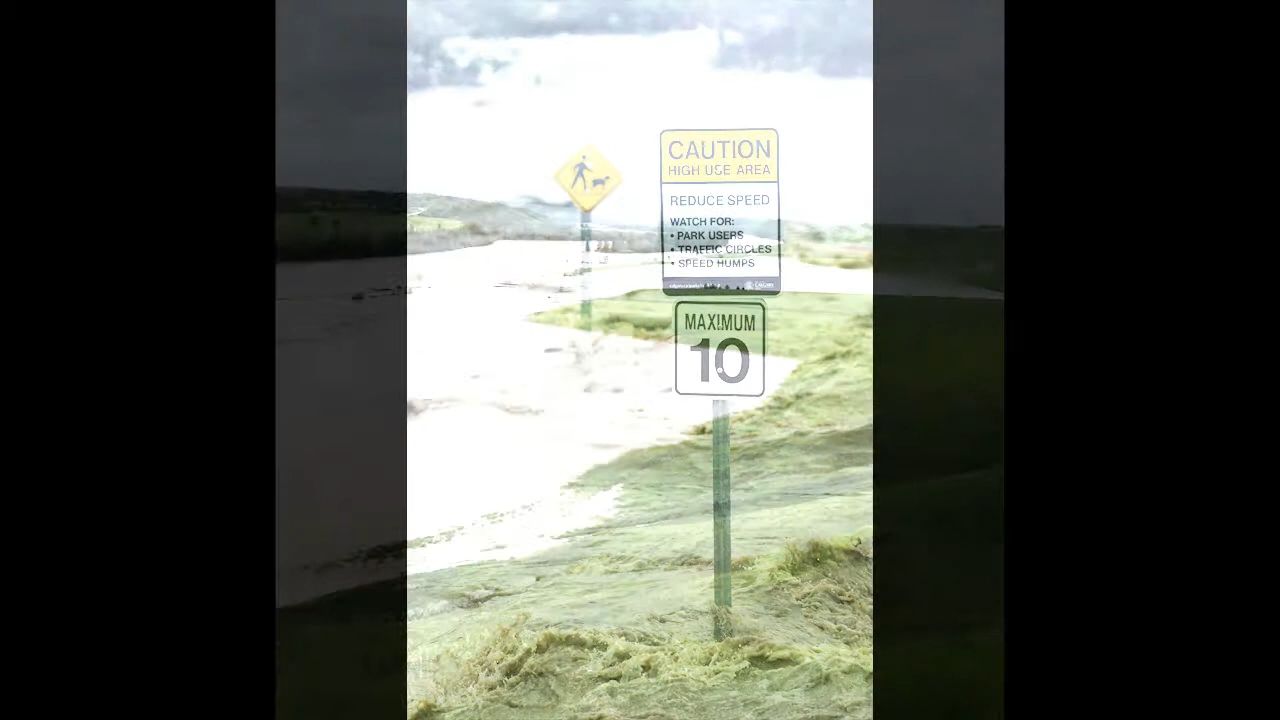 CAUTION
HIGH USE AREA
REDUCE SPEED
WATCH FOR:
• PARK USERS
• TRAFFIC CIRCLES
• SPEED HUMPS
MAXIMUM
10